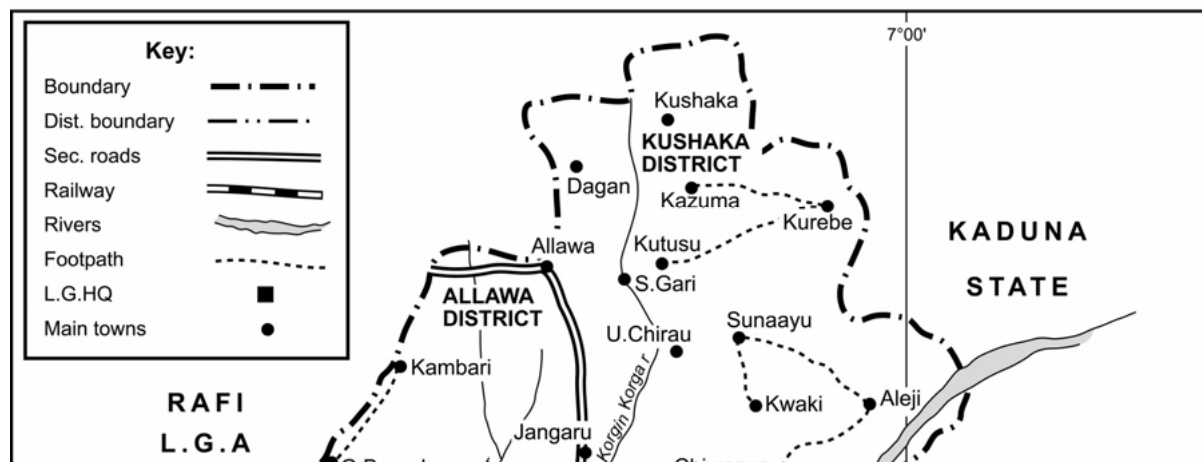 Key:
Boundary
Dist. boundary
Sec. roads
Railway
Rivers
Footpath
L.G.HQ
Main towns
7°00'
Kushaka
KUSHAKA
DISTRICT
Dagan
Kazuma
Kurebe
KADUNA
STATE
Allawa
Kutusu
S.Gari
ALLAWA
DISTRICT
Sunaayu
U.Chirau
Kambari
Korgin Korgar
Kwaki
Aleji
RAFI
L.G.A
Jangaru